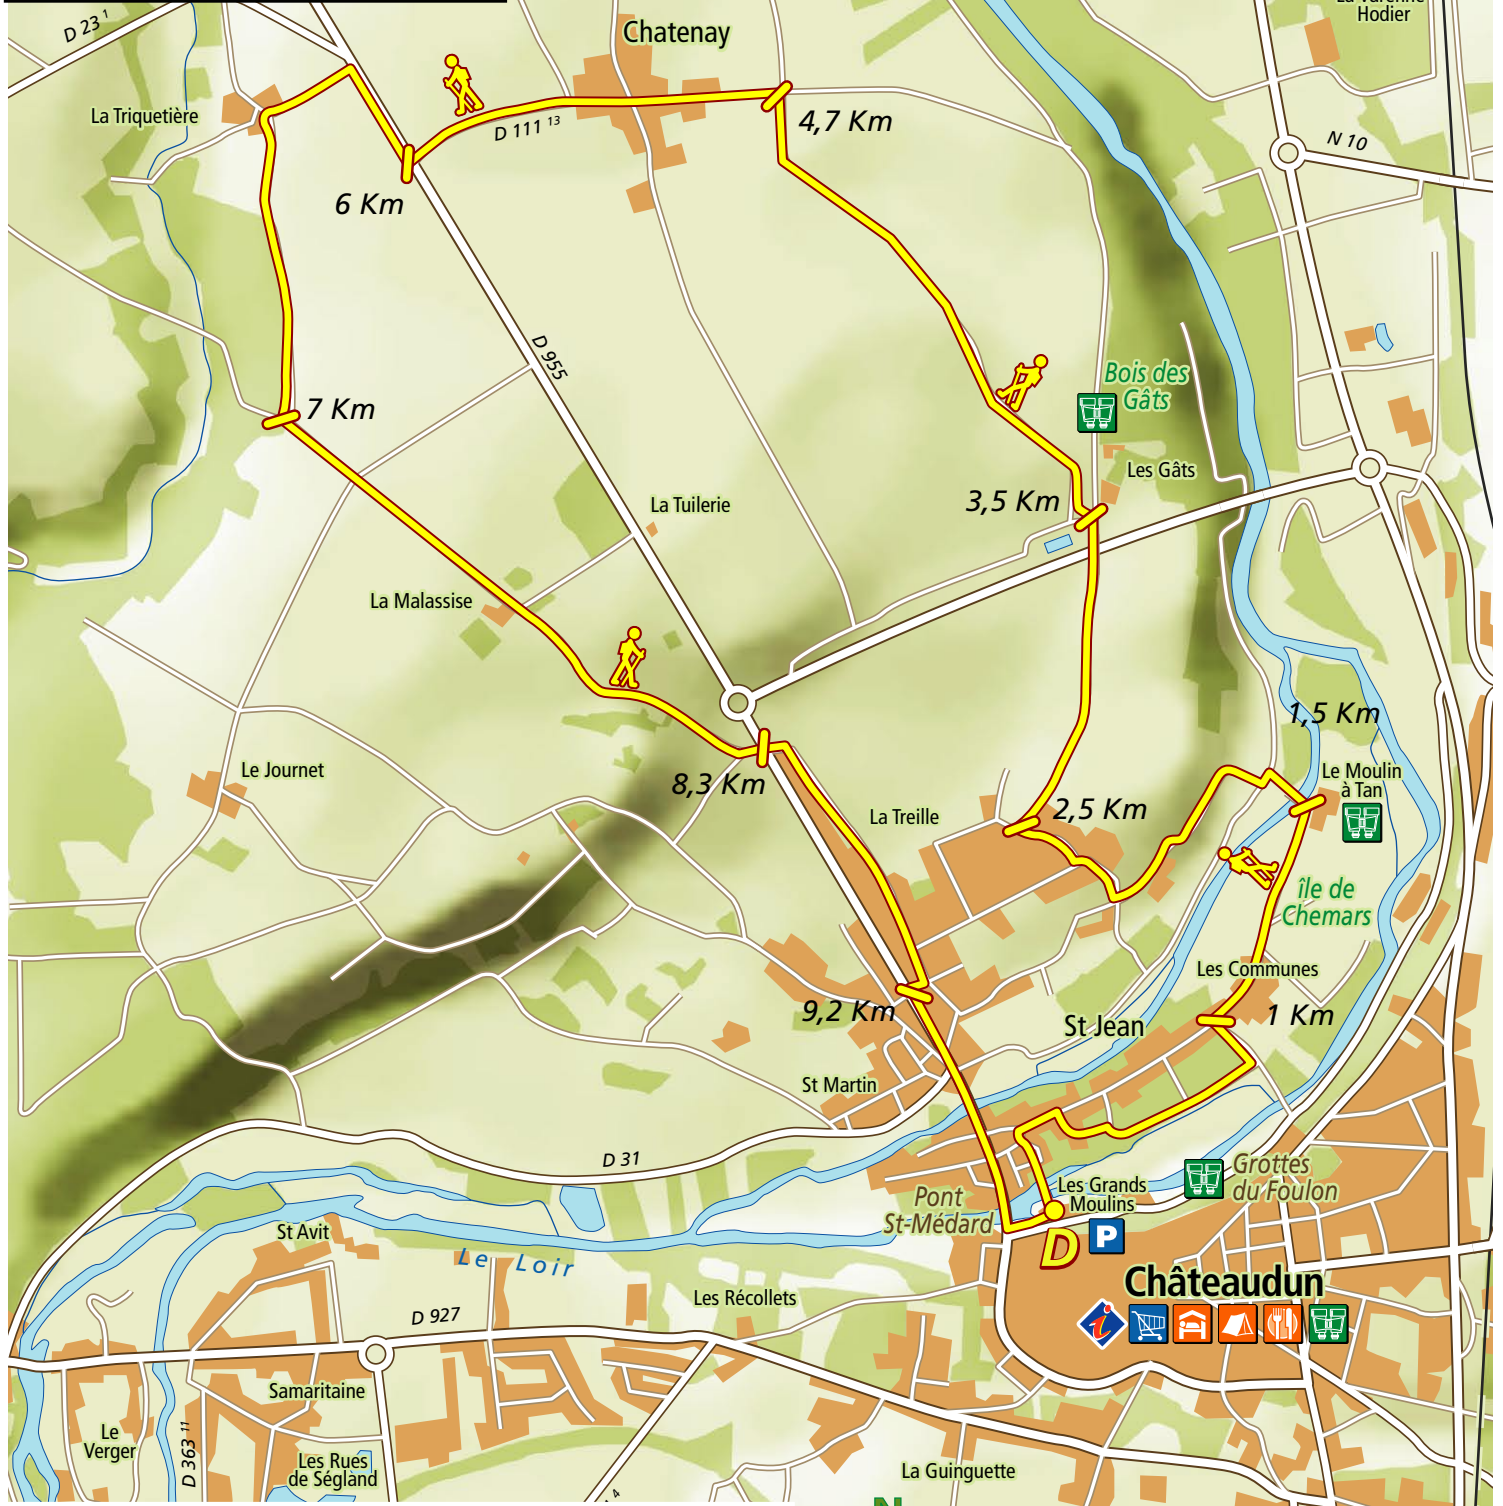 Hodier
D 23 ¹
Chatenay
La Triquetière
4,7 Km
D 111 ¹³
N 10
6 Km
D 955
Bois des
Gâts
7 Km
Les Gâts
La Tuilerie
3,5 Km
La Malassise
1,5 Km
Le Journet
Le Moulin
à Tan
8,3 Km
La Treille
2,5 Km
île de
Chemars
Les Communes
9,2 Km
St Jean
1 Km
St Martin
D 31
Grottes
du Foulon
Les Grands
Moulins
Pont
St-Médard
St Avit
P
D
Le Loir
Châteaudun
i
Les Récollets
D 927
Samaritaine
Le
Verger
D 363 ¹¹
Les Rues
de Ségland
La Guinguette